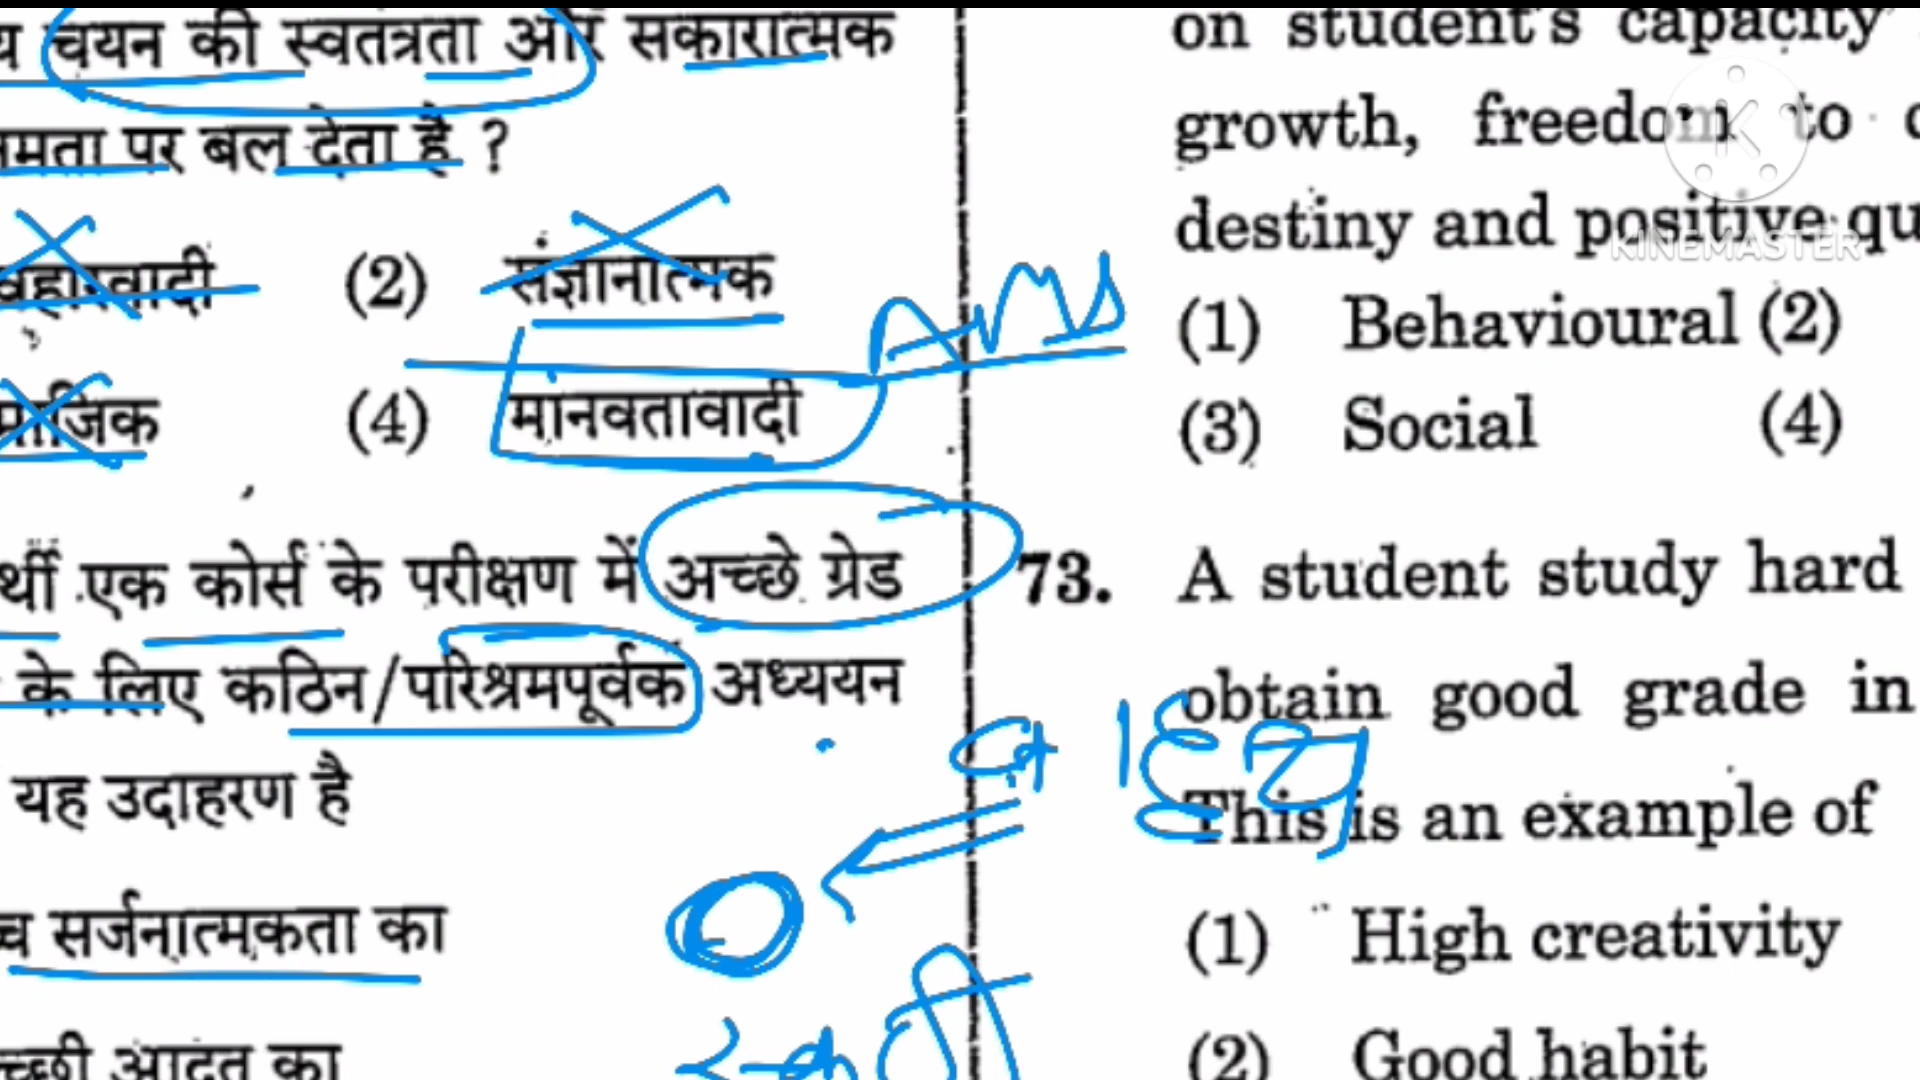 चयन की स्वतंत्रता और सकारात्मक
पर बल देता है ?
(2) संज्ञानात्मक
(4) मानवतावादी
Ans
एक कोर्स के परीक्षण में अच्छे ग्रेड
के लिए कठिन/परिश्रमपूर्वक अध्ययन
यह उदाहरण है
सर्जनात्मकता का
आदत का
on student's capacity
growth, freedom to
destiny and positive
KINEMASTER
(1) Behavioural (2)
(3) Social (4)
73. A student study hard
obtain good grade in
This is an example of
(1) High creativity
(2) Good habit